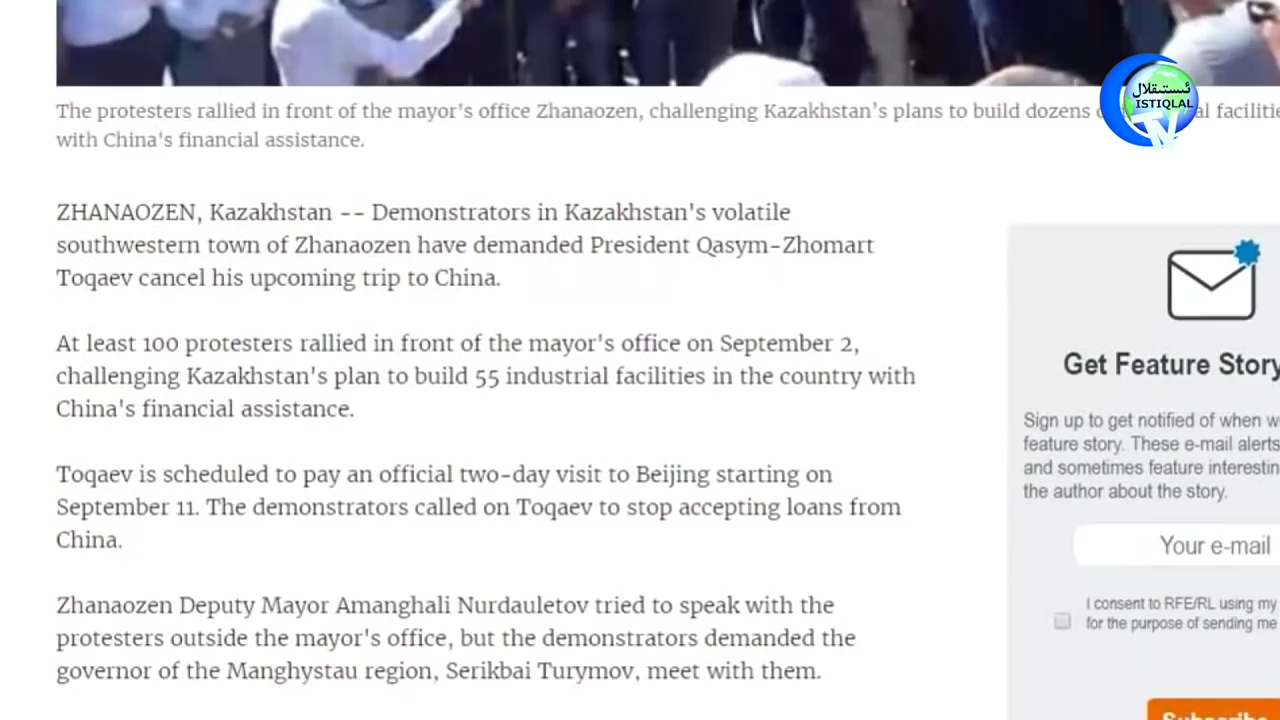 The protesters rallied in front of the mayor's office Zhanaozen, challenging Kazakhstan's plans to build dozens
with China's financial assistance.
ئىستىقلال
ISTIQLAL
TV
ZHANAOZEN, Kazakhstan -- Demonstrators in Kazakhstan's volatile
southwestern town of Zhanaozen have demanded President Qasym-Zhomart
Toqaev cancel his upcoming trip to China.
At least 100 protesters rallied in front of the mayor's office on September 2,
challenging Kazakhstan's plan to build 55 industrial facilities in the country with
China's financial assistance.
Toqaev is scheduled to pay an official two-day visit to Beijing starting on
September 11. The demonstrators called on Toqaev to stop accepting loans from
China.
Zhanaozen Deputy Mayor Amanghali Nurdauletov tried to speak with the
protesters outside the mayor's office, but the demonstrators demanded the
governor of the Manghystau region, Serikbai Turymov, meet with them.
Get Feature Story
Sign up to get notified of when
feature story. These e-mail alerts
and sometimes feature
the author about the story.
Your e-mail
I consent to RFE/RL using my
for the purpose of sending me
Subscribe